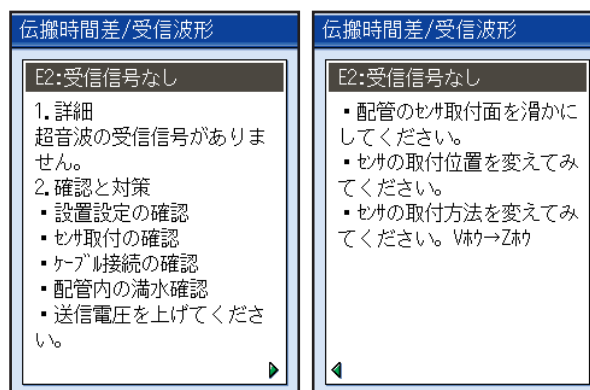 伝搬時間差/受信波形
E2:受信信号なし
1.詳細
超音波の受信信号がありま
せん。
2.確認と対策
▪設置設定の確認
▪ｾﾝｻ取付の確認
▪ｹｰﾌﾞﾙ接続の確認
▪配管内の満水確認
▪送信電圧を上げてくださ
い。
伝搬時間差/受信波形
E2:受信信号なし
▪配管のｾﾝｻ取付面を滑かに
してください。
▪ｾﾝｻの取付位置を変えてみ
てください。
▪ｾﾝｻの取付方法を変えてみ
てください。Vﾎｳ→Zﾎｳ